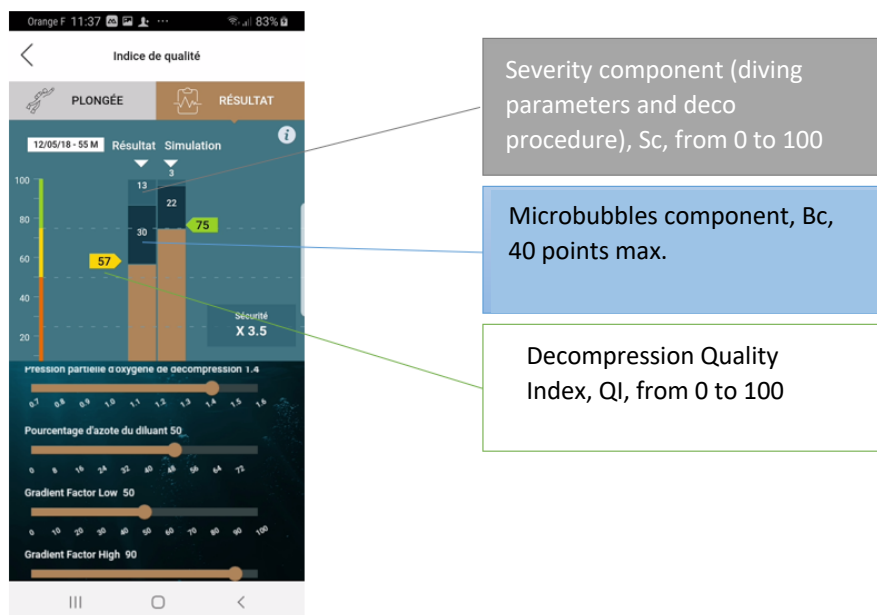 Orange F 11:37 ... 83%
Indice de qualité
PLONGÉE RÉSULTAT
12/05/18 - 55 M Résultat Simulation i
3
100 13
22
80 75
30
60 57
40
Sécurité
X 3.5
20
Pression partielle d'oxygène de décompression 1.4
0.7 0.8 0.9 1.0 1.1 1.2 1.3 1.4 1.5 1.6
Pourcentage d'azote du diluant 50
0 8 16 24 32 40 48 56 64 72
Gradient Factor Low 50
0 10 20 30 40 50 60 70 80 90 100
Gradient Factor High 90
Severity component (diving
parameters and deco
procedure), Sc, from 0 to 100
Microbubbles component, Bc,
40 points max.
Decompression Quality
Index, QI, from 0 to 100